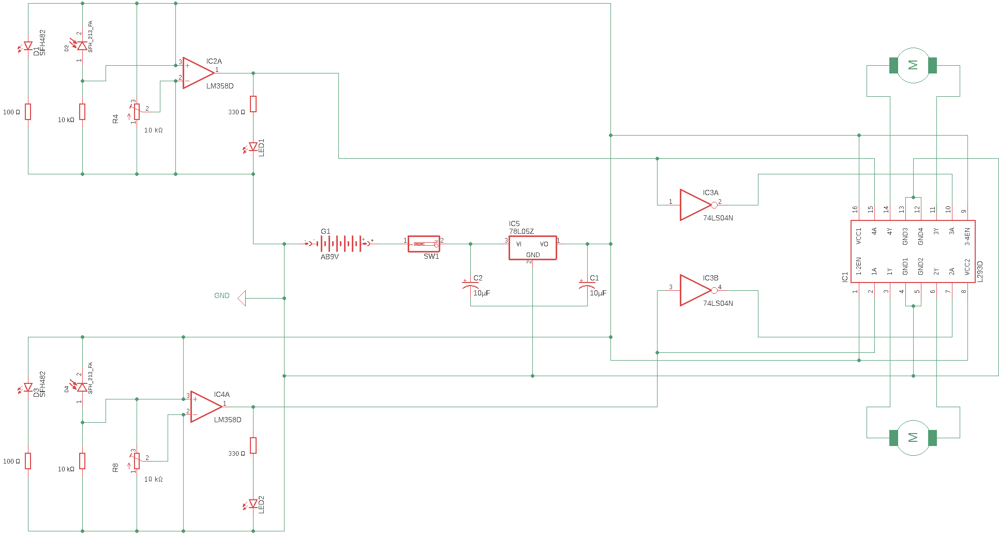 D1
SFH482
100 Ω
D2
2
1
SFH_213_FA
10 kΩ
R4
3
2
1
10 kΩ
3
2
+
−
1
IC2A
LM358D
330 Ω
LED1
M
G1
-
-
+
+
AB9V
1
2
1
ON
SW1
IC5
78L05Z
3
VI
VO
1
GND
2
+
C2
10µF
+
C1
10µF
GND
1
IC3A
2
74LS04N
3
IC3B
4
74LS04N
16
15
14
13
12
11
10
9
VCC1
4A
4Y
GND3
GND4
3Y
3A
3-4EN
1-2EN
1A
1Y
GND1
GND2
2Y
2A
VCC2
1
2
3
4
5
6
7
8
IC1
L293D
D3
SFH482
100 Ω
D4
2
1
SFH_213_FA
10 kΩ
R8
3
2
1
10 kΩ
3
2
+
−
1
IC4A
LM358D
330 Ω
LED2
M